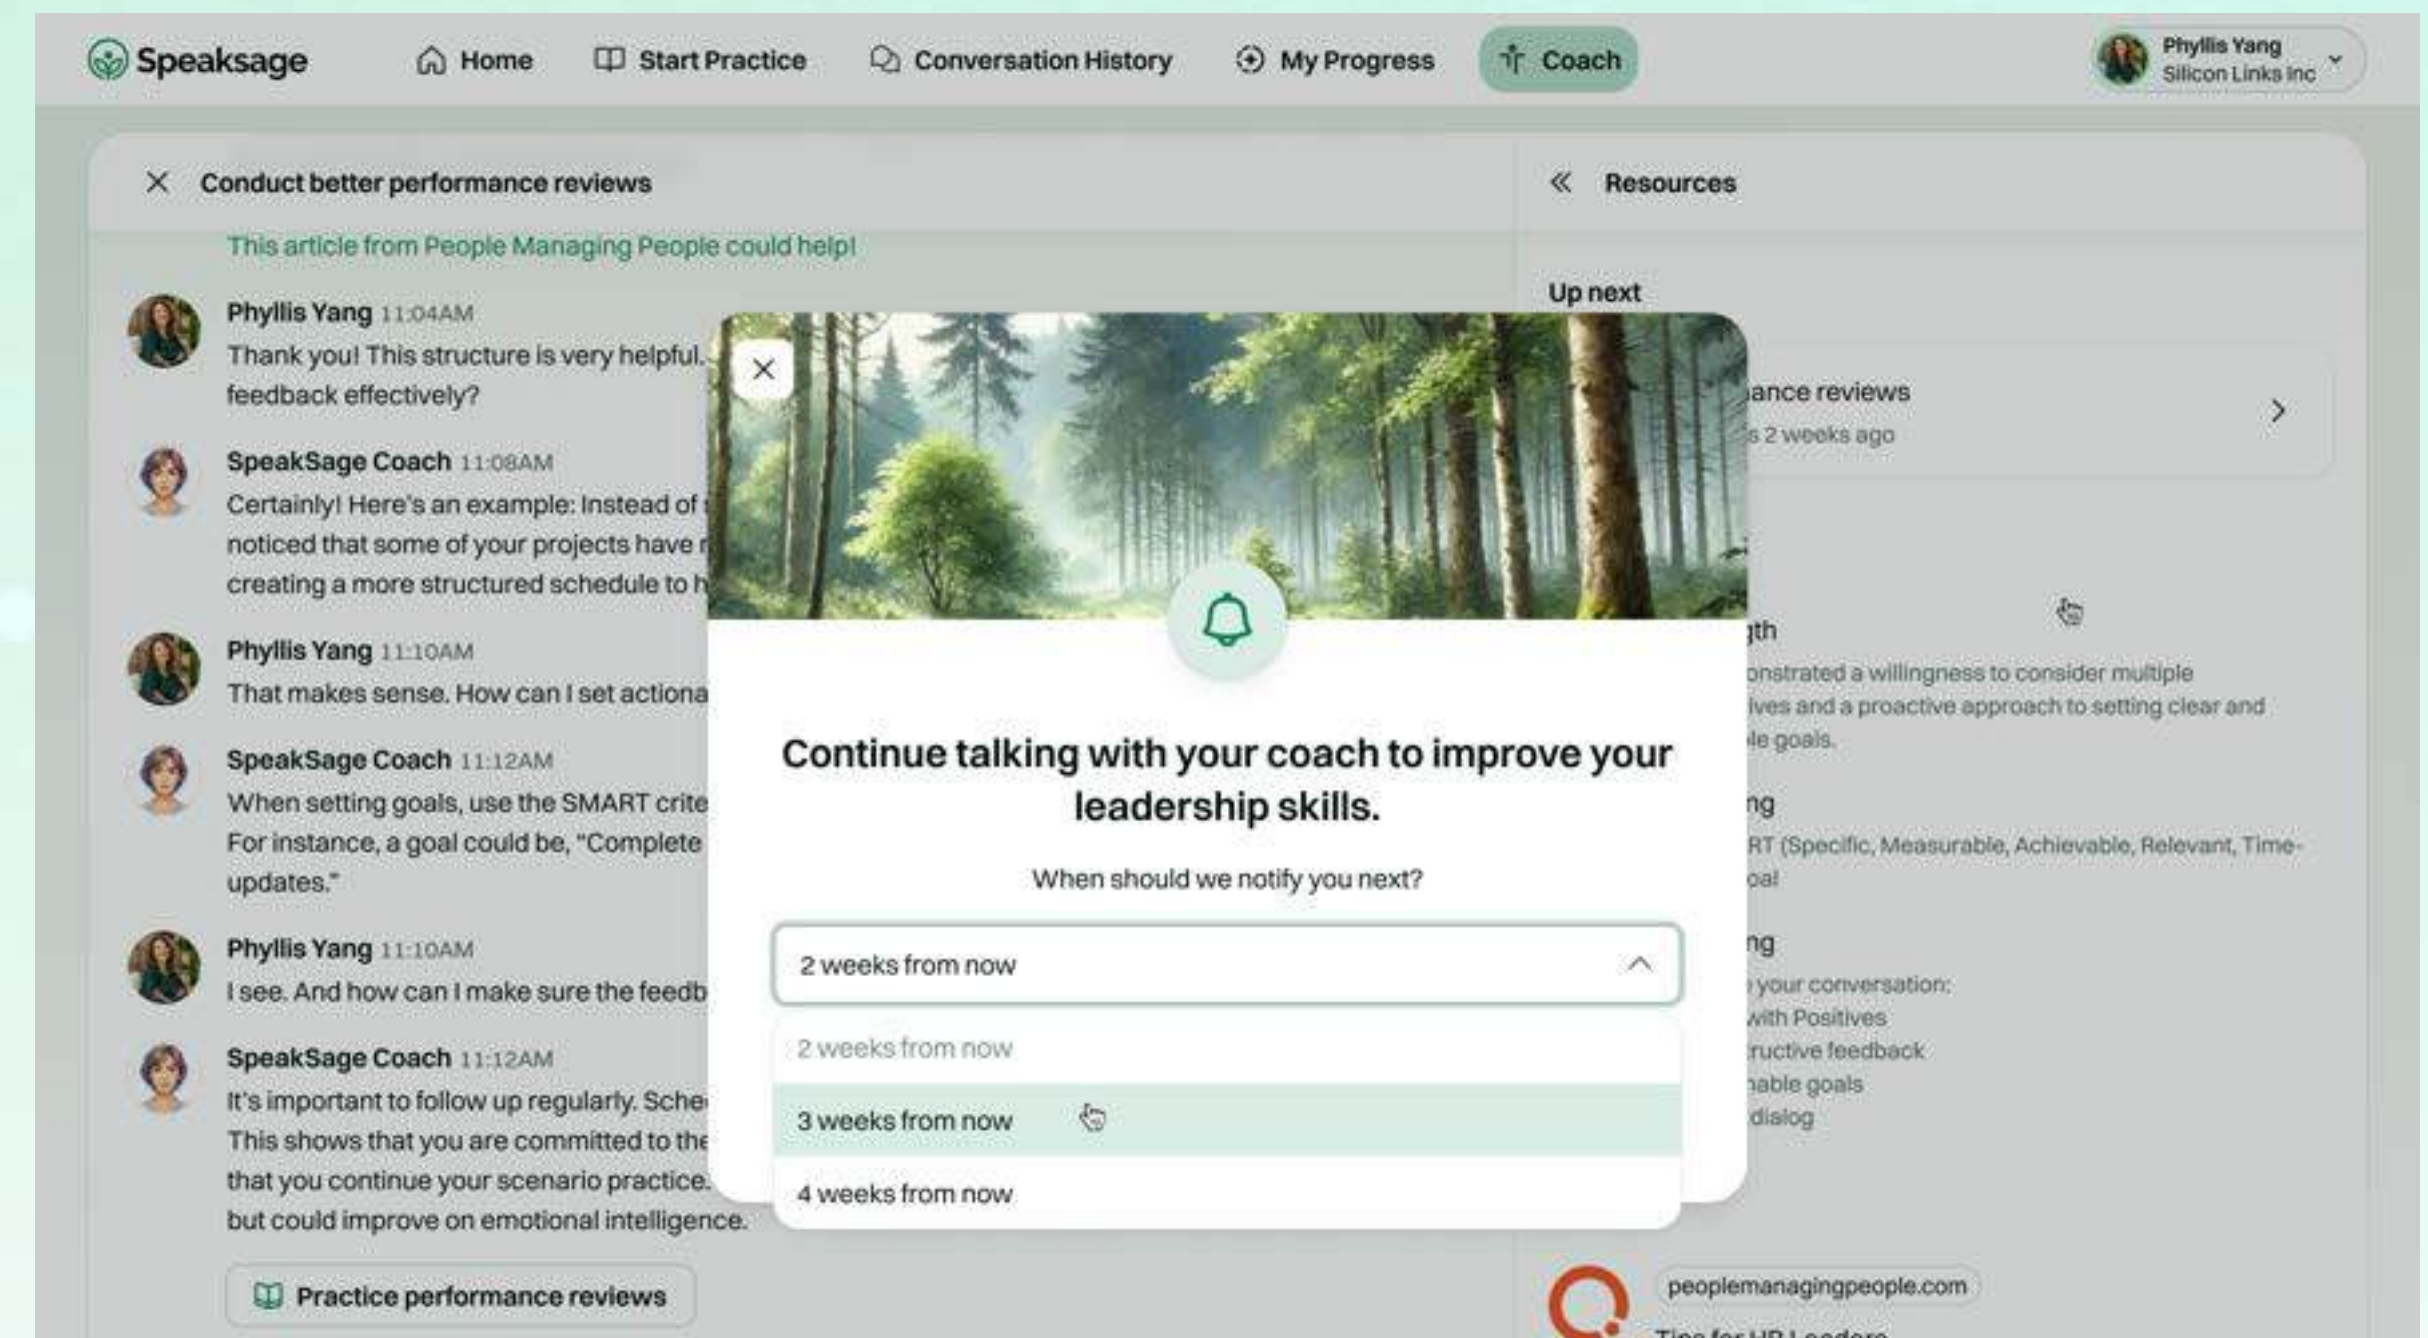 Speaksage
Home
Start Practice
Conversation History
My Progress
Coach
Phyllis Yang
Silicon Links Inc
Conduct better performance reviews
This article from People Managing People could help!
Phyllis Yang 11:04AM
Thank you! This structure is very helpful.
feedback effectively?
SpeakSage Coach 11:08AM
Certainly! Here's an example: Instead of
noticed that some of your projects have
creating a more structured schedule to
Phyllis Yang 11:10AM
That makes sense. How can I set actiona
SpeakSage Coach 11:12AM
When setting goals, use the SMART crite
For instance, a goal could be, “Complete
updates.”
Phyllis Yang 11:10AM
I see. And how can I make sure the feedb
SpeakSage Coach 11:12AM
It's important to follow up regularly. Sche
This shows that you are committed to the
that you continue your scenario practice.
but could improve on emotional intelligence.
Practice performance reviews
Continue talking with your coach to improve your
leadership skills.
When should we notify you next?
2 weeks from now
2 weeks from now
3 weeks from now
4 weeks from now
Resources
Up next
ance reviews
s 2 weeks ago
gth
onstrated a willingness to consider multiple
ives and a proactive approach to setting clear and
le goals.
ng
RT (Specific, Measurable, Achievable, Relevant, Time-
oal
ng
your conversation:
with Positives
ructive feedback
nable goals
dialog
peoplemanagingpeople.com
Tips for HR Leaders